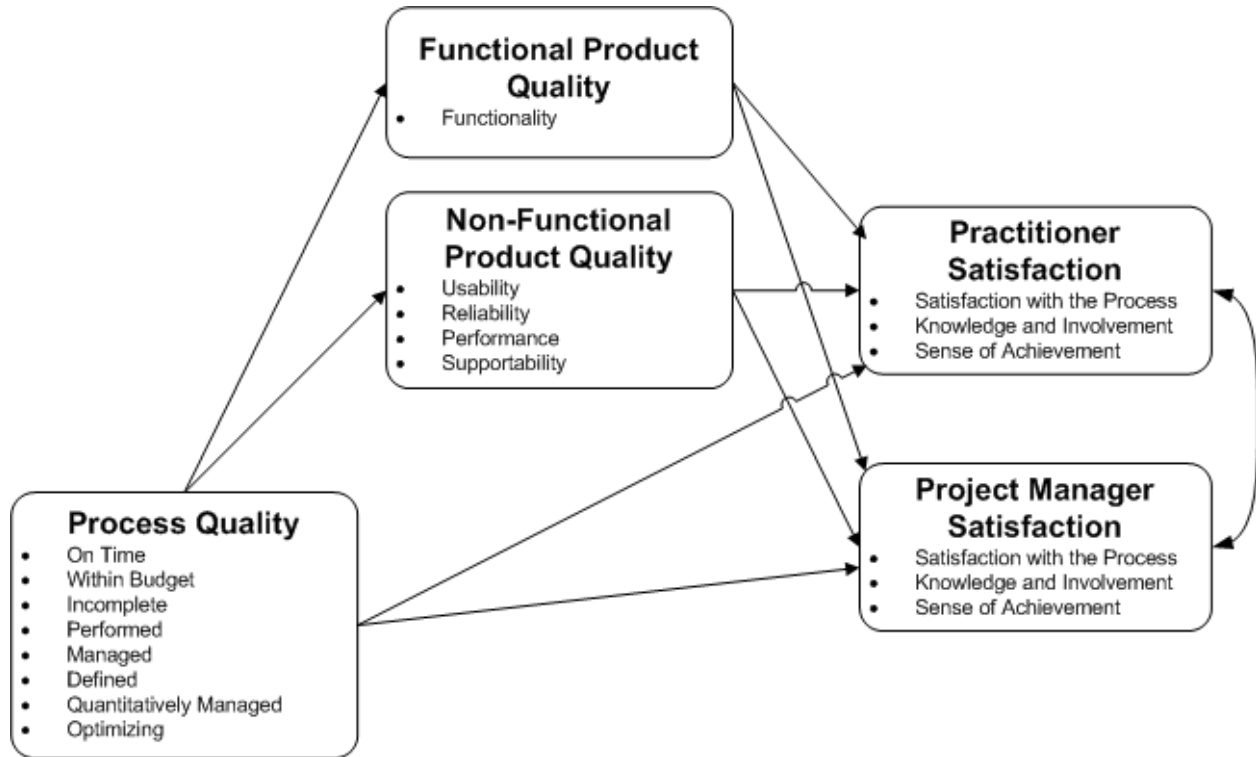 Functional Product
Quality
• Functionality
Non-Functional
Product Quality
• Usability
• Reliability
• Performance
• Supportability
Practitioner
Satisfaction
• Satisfaction with the Process
• Knowledge and Involvement
• Sense of Achievement
Process Quality
• On Time
• Within Budget
• Incomplete
• Performed
• Managed
• Defined
• Quantitatively Managed
• Optimizing
Project Manager
Satisfaction
• Satisfaction with the Process
• Knowledge and Involvement
• Sense of Achievement